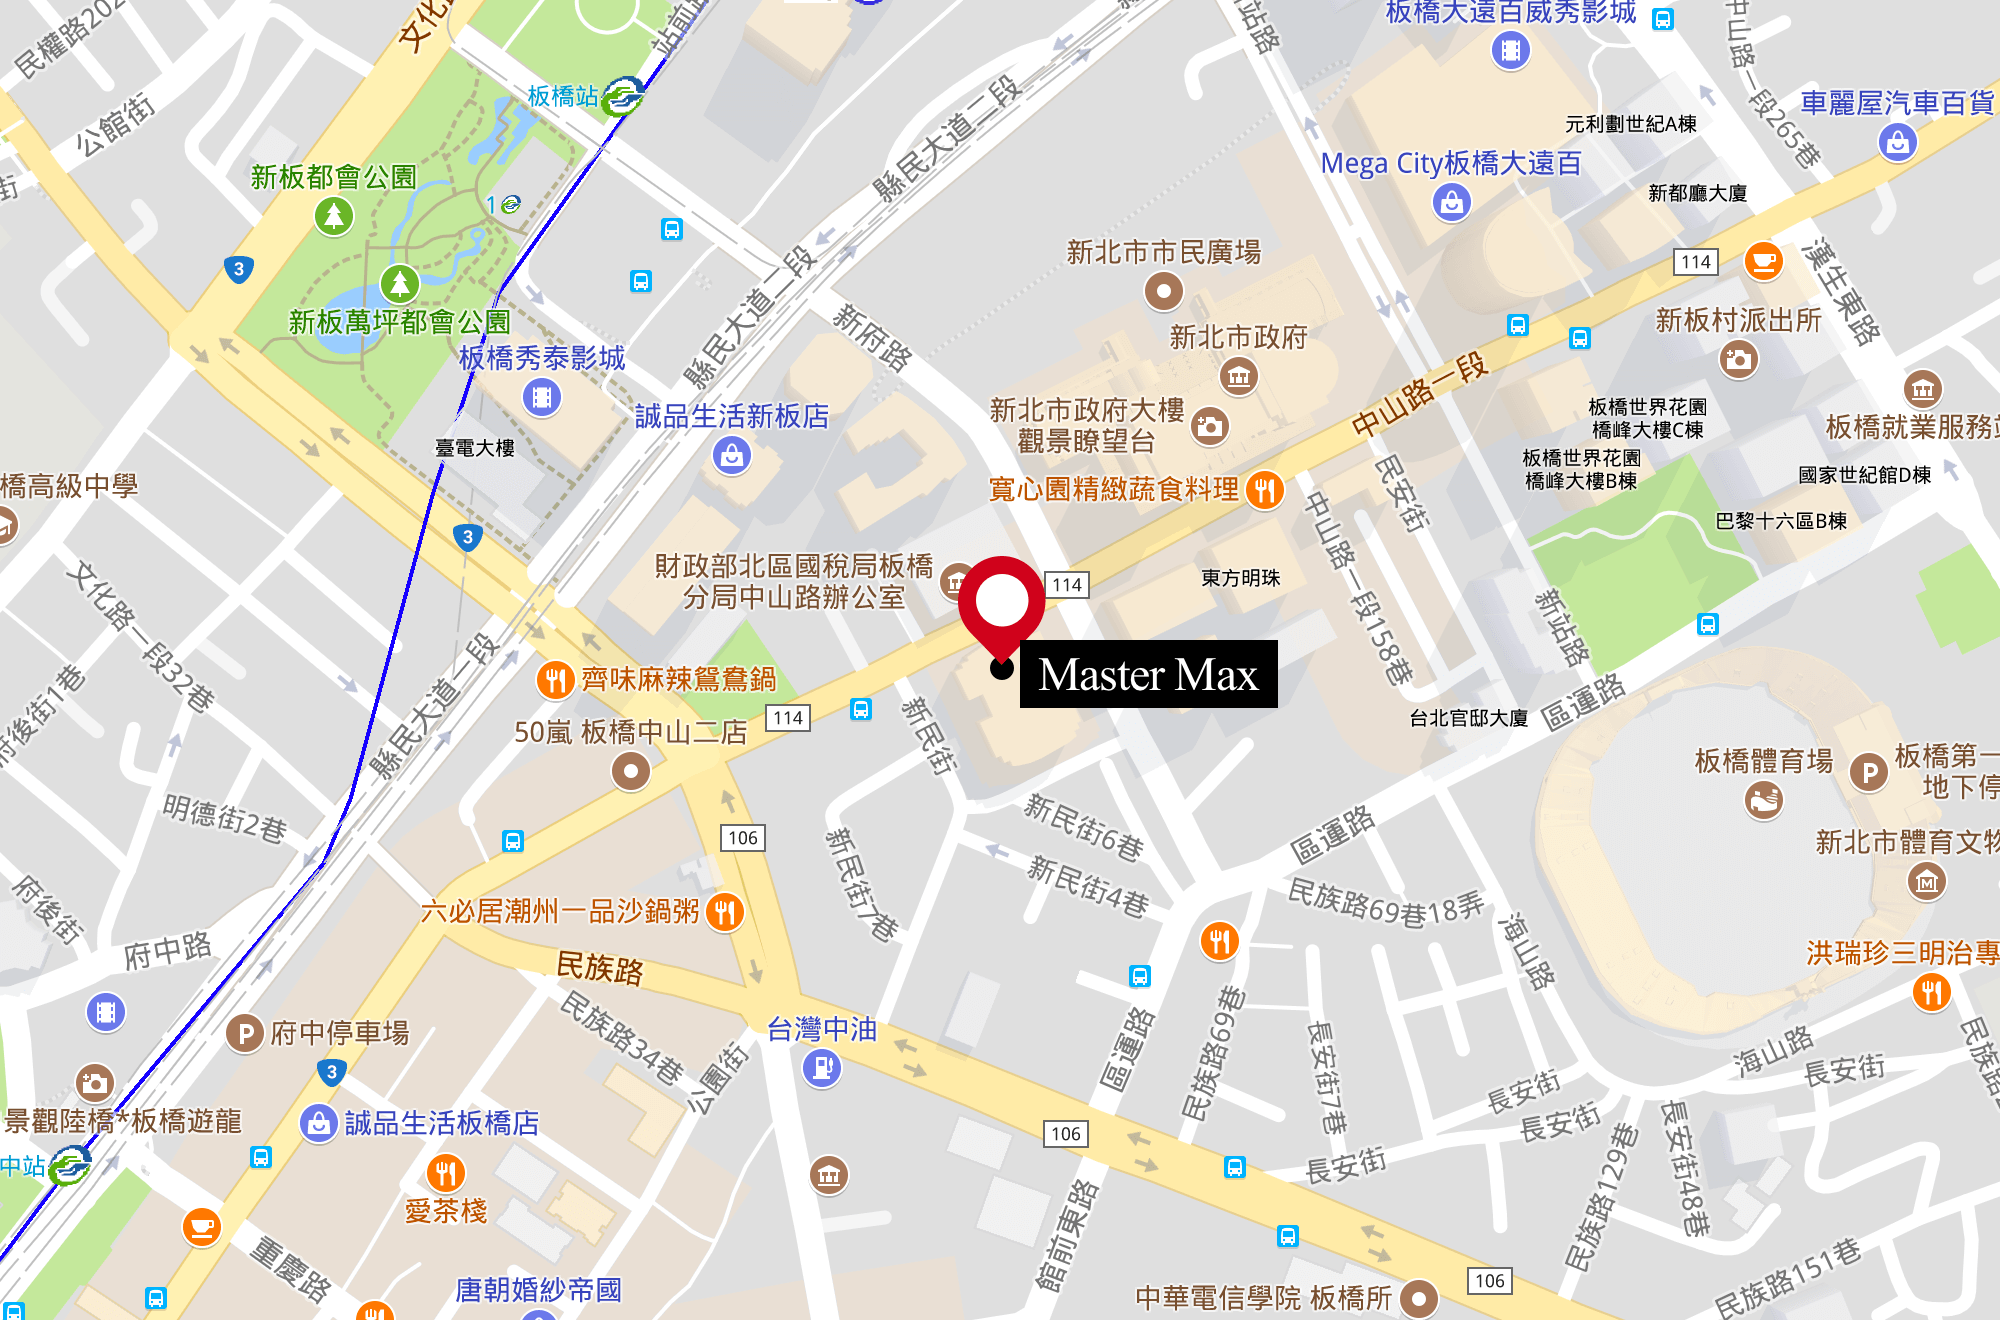 板橋大遠百威秀影城
民權路202
文化路
站前路
站路
中山路一段265巷
板橋站
公館街
縣民大道二段
車麗屋汽車百貨
元利劃世紀A棟
Mega City板橋大遠百
新板都會公園
1
街
新都廳大廈
3
新北市市民廣場
114
漢生東路
新板萬坪都會公園
縣民大道二段
新府路
新北市政府
新板村派出所
板橋秀泰影城
中山路一段
新北市政府大樓
觀景瞭望台
誠品生活新板店
板橋世界花園
橋峰大樓C棟
板橋就業服務站
臺電大樓
板橋世界花園
橋峰大樓B棟
國家世紀館D棟
橋高級中學
寬心園精緻蔬食料理
民安街
巴黎十六區B棟
3
中山路一段158巷
財政部北區國稅局板橋
分局中山路辦公室
114
東方明珠
文化路一段32巷
新站路
Master Max
齊味麻辣鴛鴦鍋
縣民大道一段
府後街1巷
114
50嵐 板橋中山二店
新民街
台北官邸大廈
區運路
板橋體育場
P
板橋第一
地下停
明德街2巷
106
新民街6巷
區運路
新北市體育文物
新民街7巷
新民街4巷
民族路69巷18弄
府後街
六必居潮州一品沙鍋粥
府中路
民族路
海山路
洪瑞珍三明治專
民族路34巷
民族路69巷
P
府中停車場
台灣中油
區運路
長安街7巷
海山路
民族路
3
公園街
長安街
長安街
景觀陸橋*板橋遊龍
誠品生活板橋店
106
長安街
長安街48巷
中站
長安街
民族路129巷
愛茶棧
館前東路
重慶路
唐朝婚紗帝國
中華電信學院 板橋所
106
民族路151巷